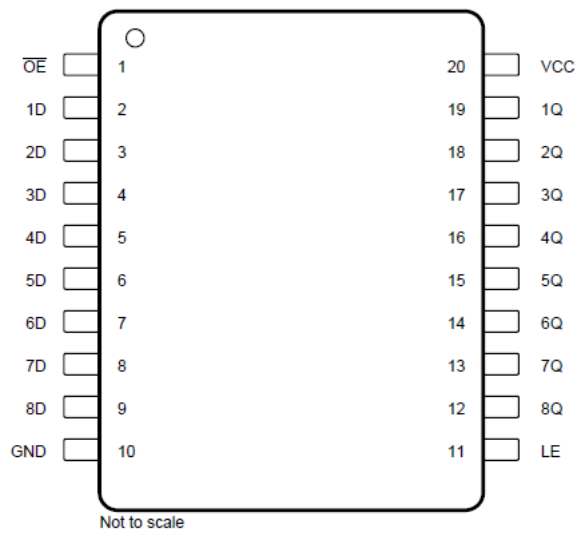 O̅E̅ 1 20 VCC
1D 2 19 1Q
2D 3 18 2Q
3D 4 17 3Q
4D 5 16 4Q
5D 6 15 5Q
6D 7 14 6Q
7D 8 13 7Q
8D 9 12 8Q
GND 10 11 LE
Not to scale